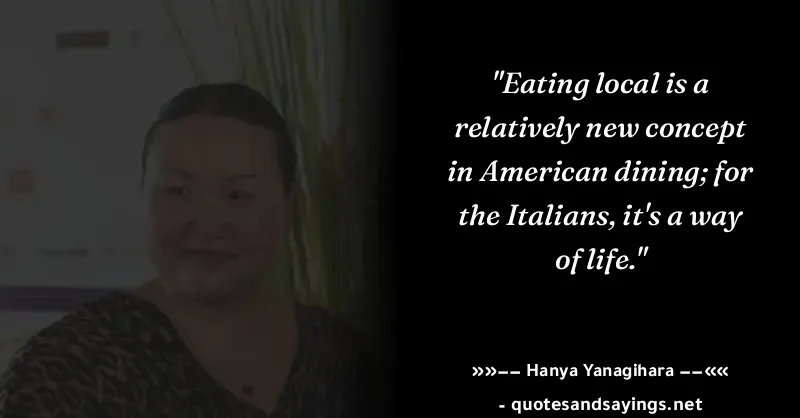 "Eating local is a
relatively new concept
in American dining; for
the Italians, it's a way
of life."
»»–– Hanya Yanagihara ––««
- quotesandsayings.net